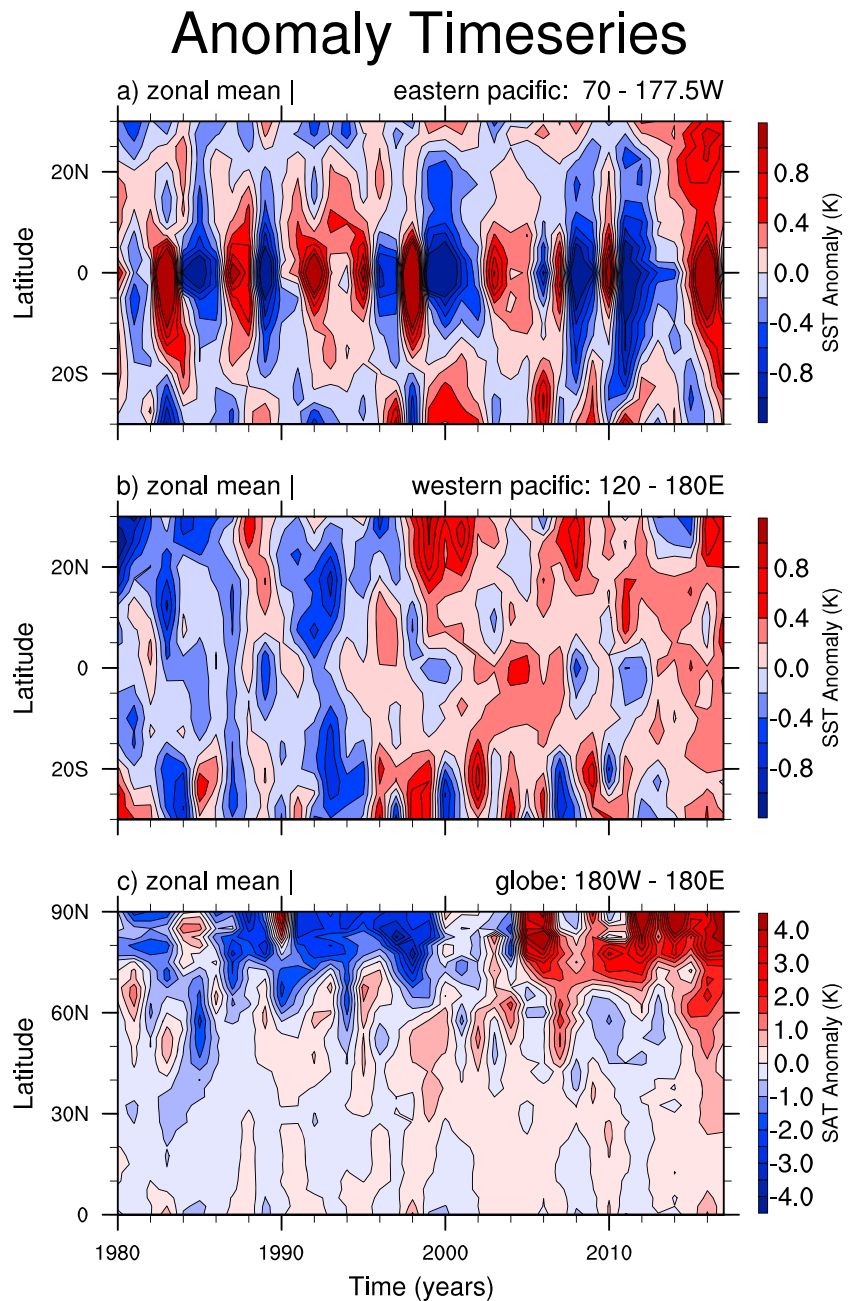 Anomaly Timeseries
a) zonal mean | eastern pacific: 70 - 177.5W
20N
0
20S
Latitude
0.8
0.4
0.0
-0.4
-0.8
SST Anomaly (K)
b) zonal mean | western pacific: 120 - 180E
20N
0
20S
Latitude
0.8
0.4
0.0
-0.4
-0.8
SST Anomaly (K)
c) zonal mean | globe: 180W - 180E
90N
60N
30N
0
Latitude
4.0
3.0
2.0
1.0
0.0
-1.0
-2.0
-3.0
-4.0
SAT Anomaly (K)
1980 1990 2000 2010
Time (years)